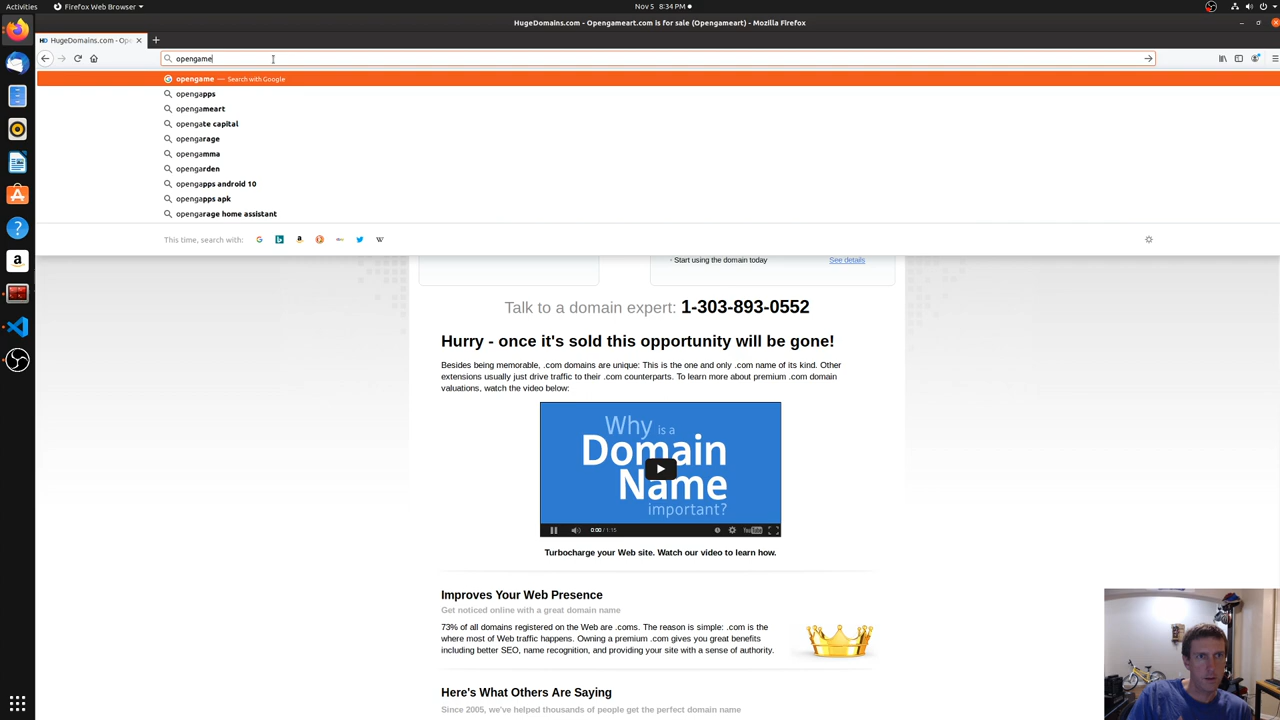 Activities
Firefox Web Browser
Nov 5 8:34 PM
HugeDomains.com - Opengameart.com is for sale (Opengameart) - Mozilla Firefox
HugeDomains.com - Ope
opengame
opengame — Search with Google
opengapps
opengameart
opengate capital
opengarage
opengamma
opengarden
opengapps android 10
opengapps apk
opengarage home assistant
This time, search with:
Start using the domain today
See details
Talk to a domain expert: 1-303-893-0552
Hurry - once it's sold this opportunity will be gone!
Besides being memorable, .com domains are unique: This is the one and only .com name of its kind. Other
extensions usually just drive traffic to their .com counterparts. To learn more about premium .com domain
valuations, watch the video below:
Why is a
Domain
Name
important?
0:00 / 1:15
YouTube
Turbocharge your Web site. Watch our video to learn how.
Improves Your Web Presence
Get noticed online with a great domain name
73% of all domains registered on the Web are .coms. The reason is simple: .com is the
where most of Web traffic happens. Owning a premium .com gives you great benefits
including better SEO, name recognition, and providing your site with a sense of authority.
Here's What Others Are Saying
Since 2005, we've helped thousands of people get the perfect domain name